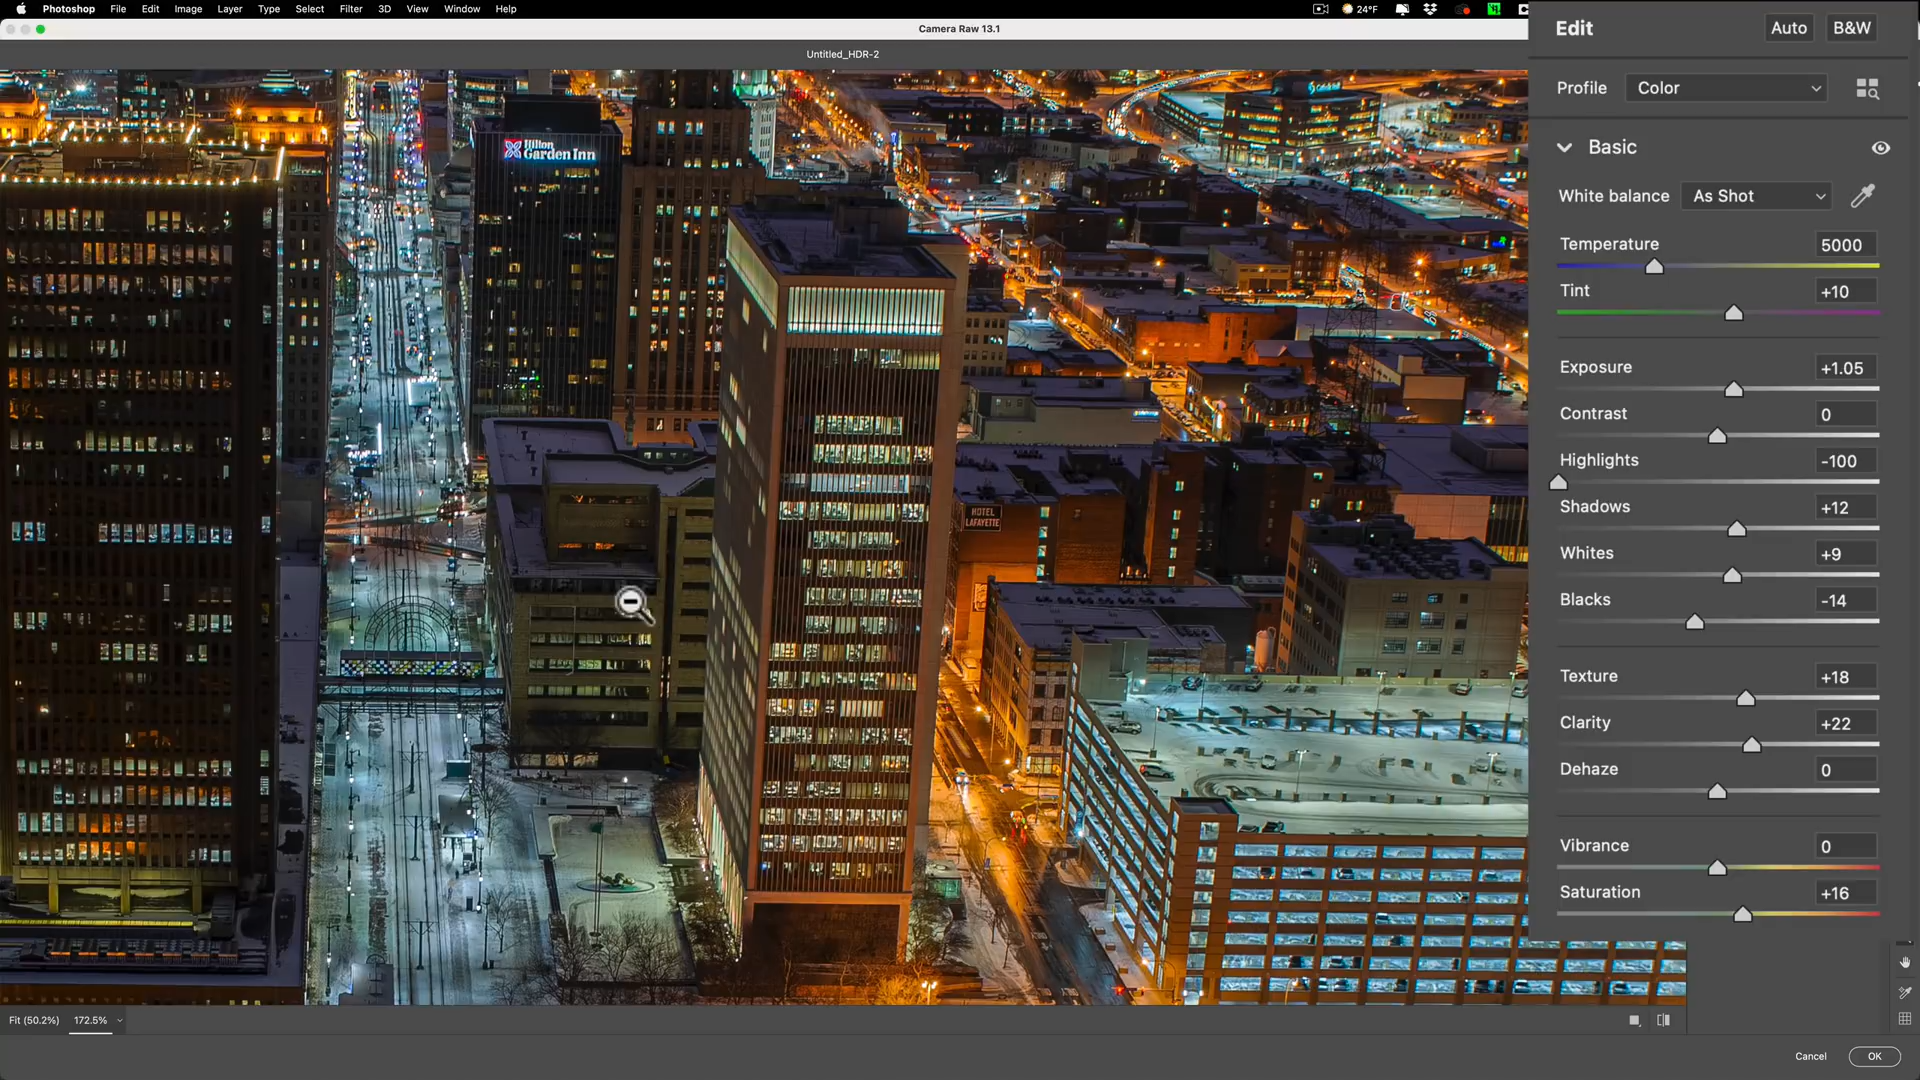 Photoshop File Edit Image Layer Type Select Filter 3D View Window Help 24°F
Camera Raw 13.1
Untitled_HDR-2
Edit Auto B&W
Profile Color
Basic
White balance As Shot
Temperature 5000
Tint +10
Exposure +1.05
Contrast 0
Highlights -100
Shadows +12
Whites +9
Blacks -14
Texture +18
Clarity +22
Dehaze 0
Vibrance 0
Saturation +16
Hilton
Garden Inn
HOTEL
LAFAYETTE
Fit (50.2%) 172.5%
Cancel OK